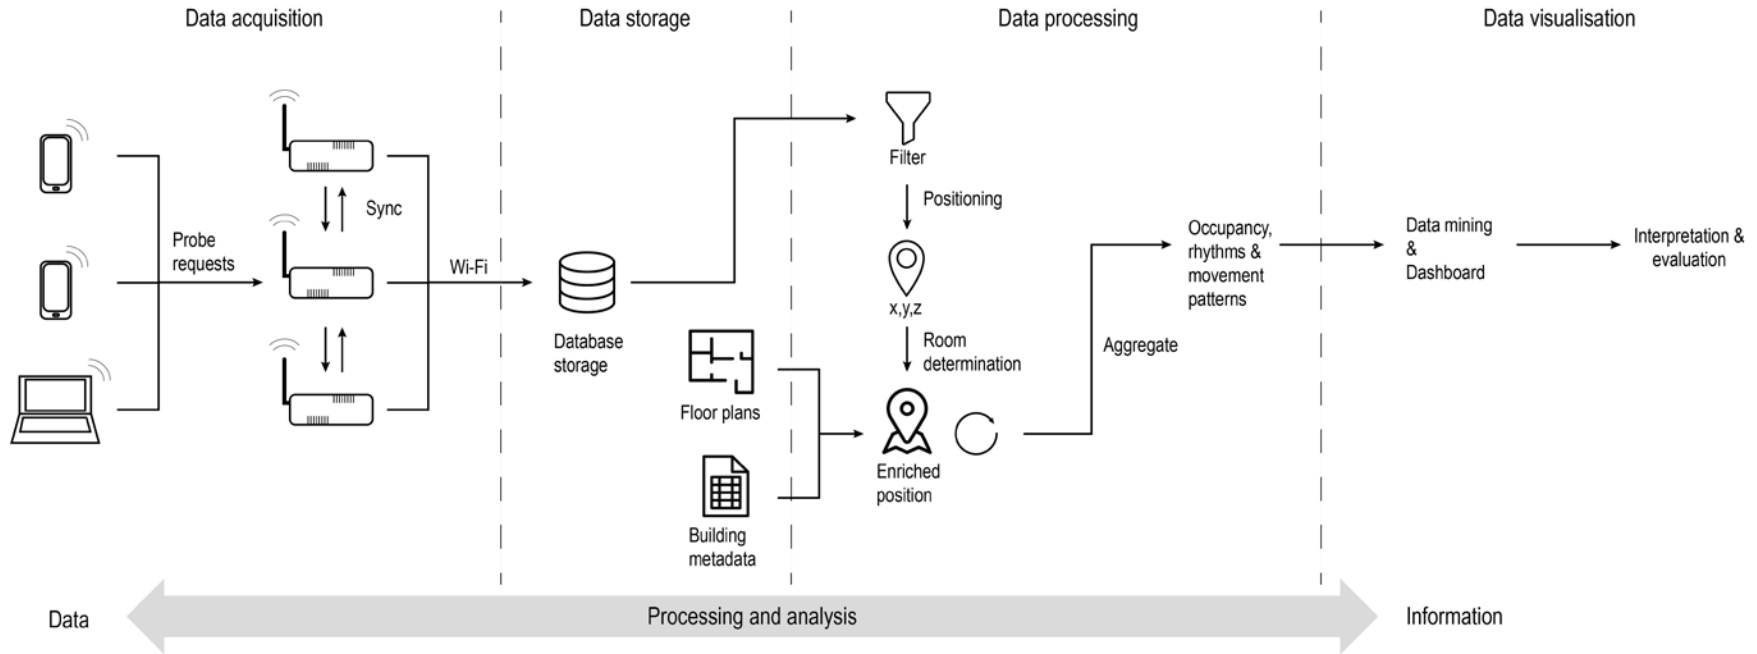 Data acquisition
Data storage
Data processing
Data visualisation
Probe
requests
Sync
Wi-Fi
Database
storage
Floor plans
Building
metadata
Filter
Positioning
x,y,z
Room
determination
Enriched
position
Aggregate
Occupancy,
rhythms &
movement
patterns
Data mining
&
Dashboard
Interpretation &
evaluation
Data
Processing and analysis
Information